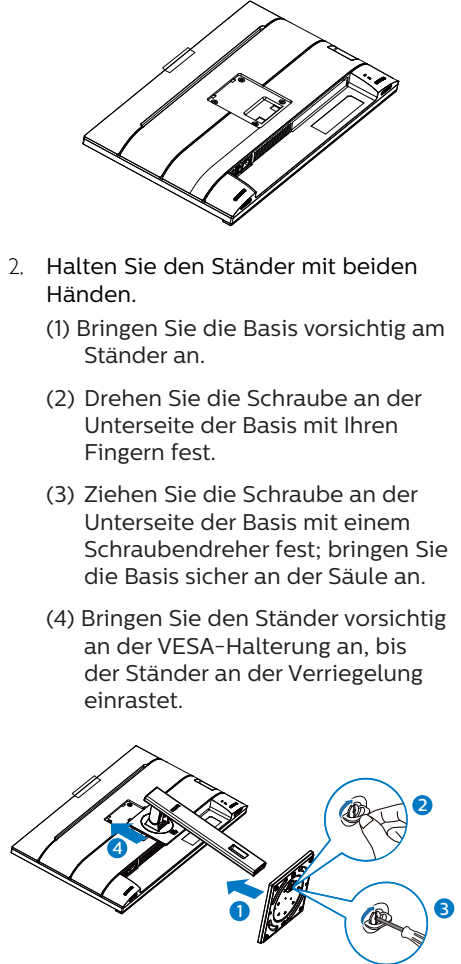 2. Halten Sie den Ständer mit beiden
Händen.
(1) Bringen Sie die Basis vorsichtig am
Ständer an.
(2) Drehen Sie die Schraube an der
Unterseite der Basis mit Ihren
Fingern fest.
(3) Ziehen Sie die Schraube an der
Unterseite der Basis mit einem
Schraubendreher fest; bringen Sie
die Basis sicher an der Säule an.
(4) Bringen Sie den Ständer vorsichtig
an der VESA-Halterung an, bis
der Ständer an der Verriegelung
einrastet.
2
4
1
3